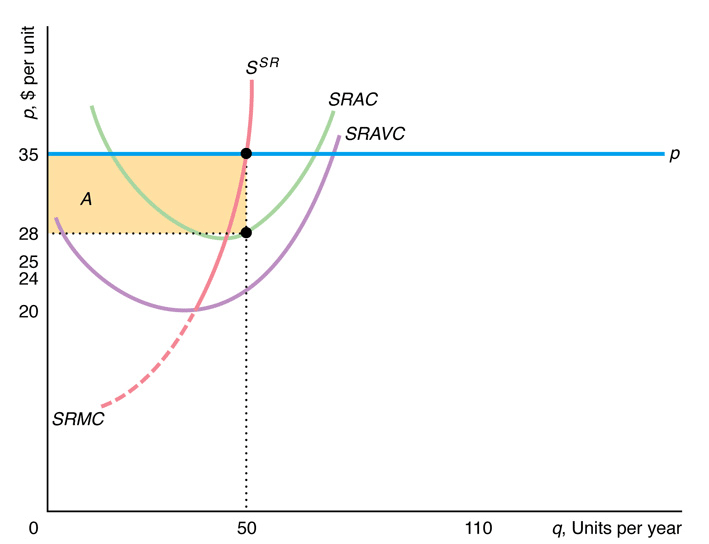 p, $ per unit
S^SR
SRAC
SRAVC
35
p
A
28
25
24
20
SRMC
0
50
110
q, Units per year